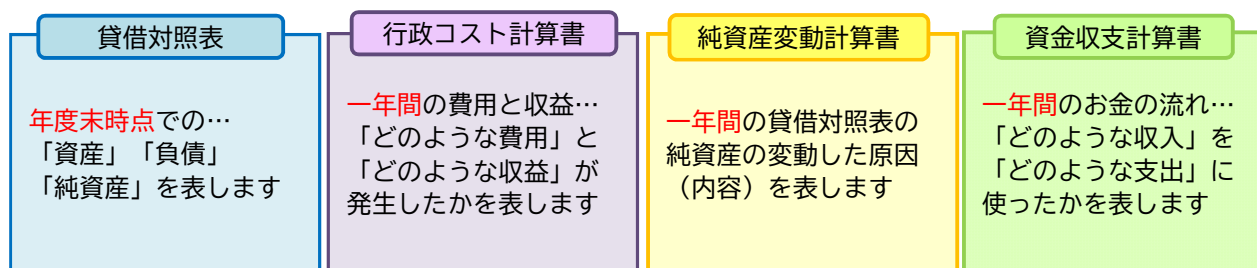 貸借対照表
年度末時点での…
「資産」「負債」
「純資産」を表します
行政コスト計算書
一年間の費用と収益…
「どのような費用」と
「どのような収益」が
発生したかを表します
純資産変動計算書
一年間の貸借対照表の
純資産の変動した原因
（内容）を表します
資金収支計算書
一年間のお金の流れ…
「どのような収入」を
「どのような支出」に
使ったかを表します